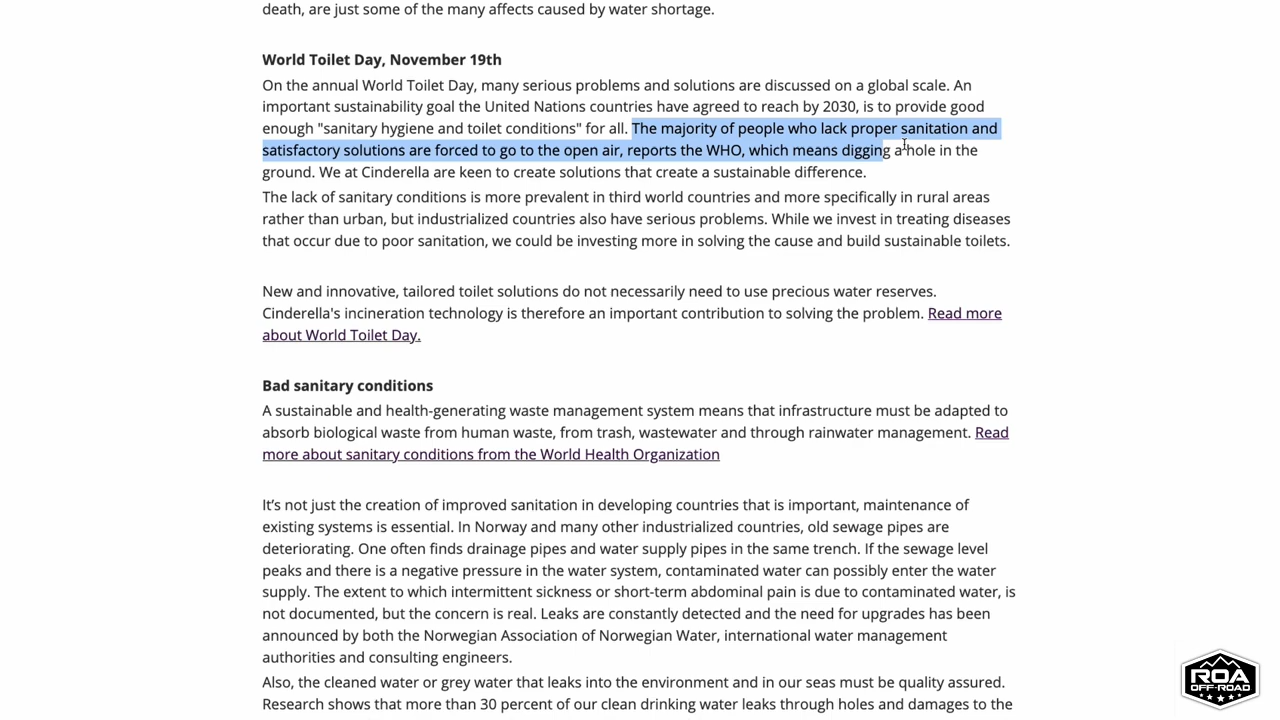 death, are just some of the many affects caused by water shortage.
World Toilet Day, November 19th
On the annual World Toilet Day, many serious problems and solutions are discussed on a global scale. An
important sustainability goal the United Nations countries have agreed to reach by 2030, is to provide good
enough "sanitary hygiene and toilet conditions" for all. The majority of people who lack proper sanitation and
satisfactory solutions are forced to go to the open air, reports the WHO, which means digging a hole in the
ground. We at Cinderella are keen to create solutions that create a sustainable difference.
The lack of sanitary conditions is more prevalent in third world countries and more specifically in rural areas
rather than urban, but industrialized countries also have serious problems. While we invest in treating diseases
that occur due to poor sanitation, we could be investing more in solving the cause and build sustainable toilets.
New and innovative, tailored toilet solutions do not necessarily need to use precious water reserves.
Cinderella's incineration technology is therefore an important contribution to solving the problem. Read more
about World Toilet Day.
Bad sanitary conditions
A sustainable and health-generating waste management system means that infrastructure must be adapted to
absorb biological waste from human waste, from trash, wastewater and through rainwater management. Read
more about sanitary conditions from the World Health Organization
It's not just the creation of improved sanitation in developing countries that is important, maintenance of
existing systems is essential. In Norway and many other industrialized countries, old sewage pipes are
deteriorating. One often finds drainage pipes and water supply pipes in the same trench. If the sewage level
peaks and there is a negative pressure in the water system, contaminated water can possibly enter the water
supply. The extent to which intermittent sickness or short-term abdominal pain is due to contaminated water, is
not documented, but the concern is real. Leaks are constantly detected and the need for upgrades has been
announced by both the Norwegian Association of Norwegian Water, international water management
authorities and consulting engineers.
Also, the cleaned water or grey water that leaks into the environment and in our seas must be quality assured.
Research shows that more than 30 percent of our clean drinking water leaks through holes and damages to the
ROA
OFF-ROAD